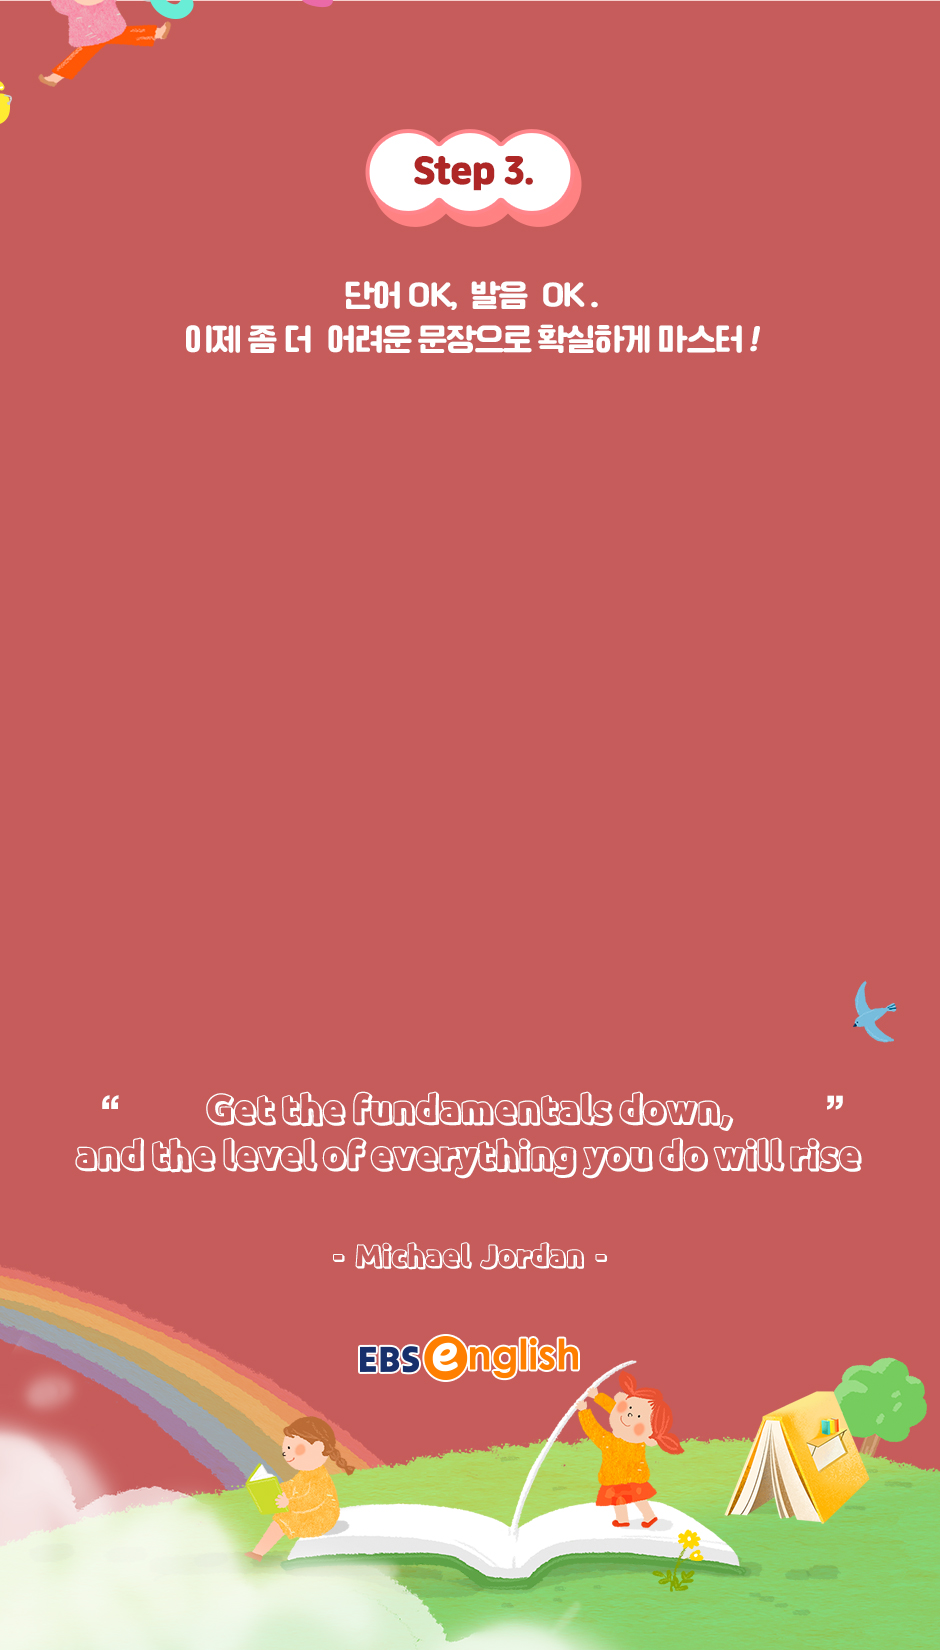 Step 3.
단어 OK, 발음 OK .
이제 좀 더 어려운 문장으로 확실하게 마스터 !
“ Get the fundamentals down, ”
and the level of everything you do will rise
- Michael Jordan -
EBS english